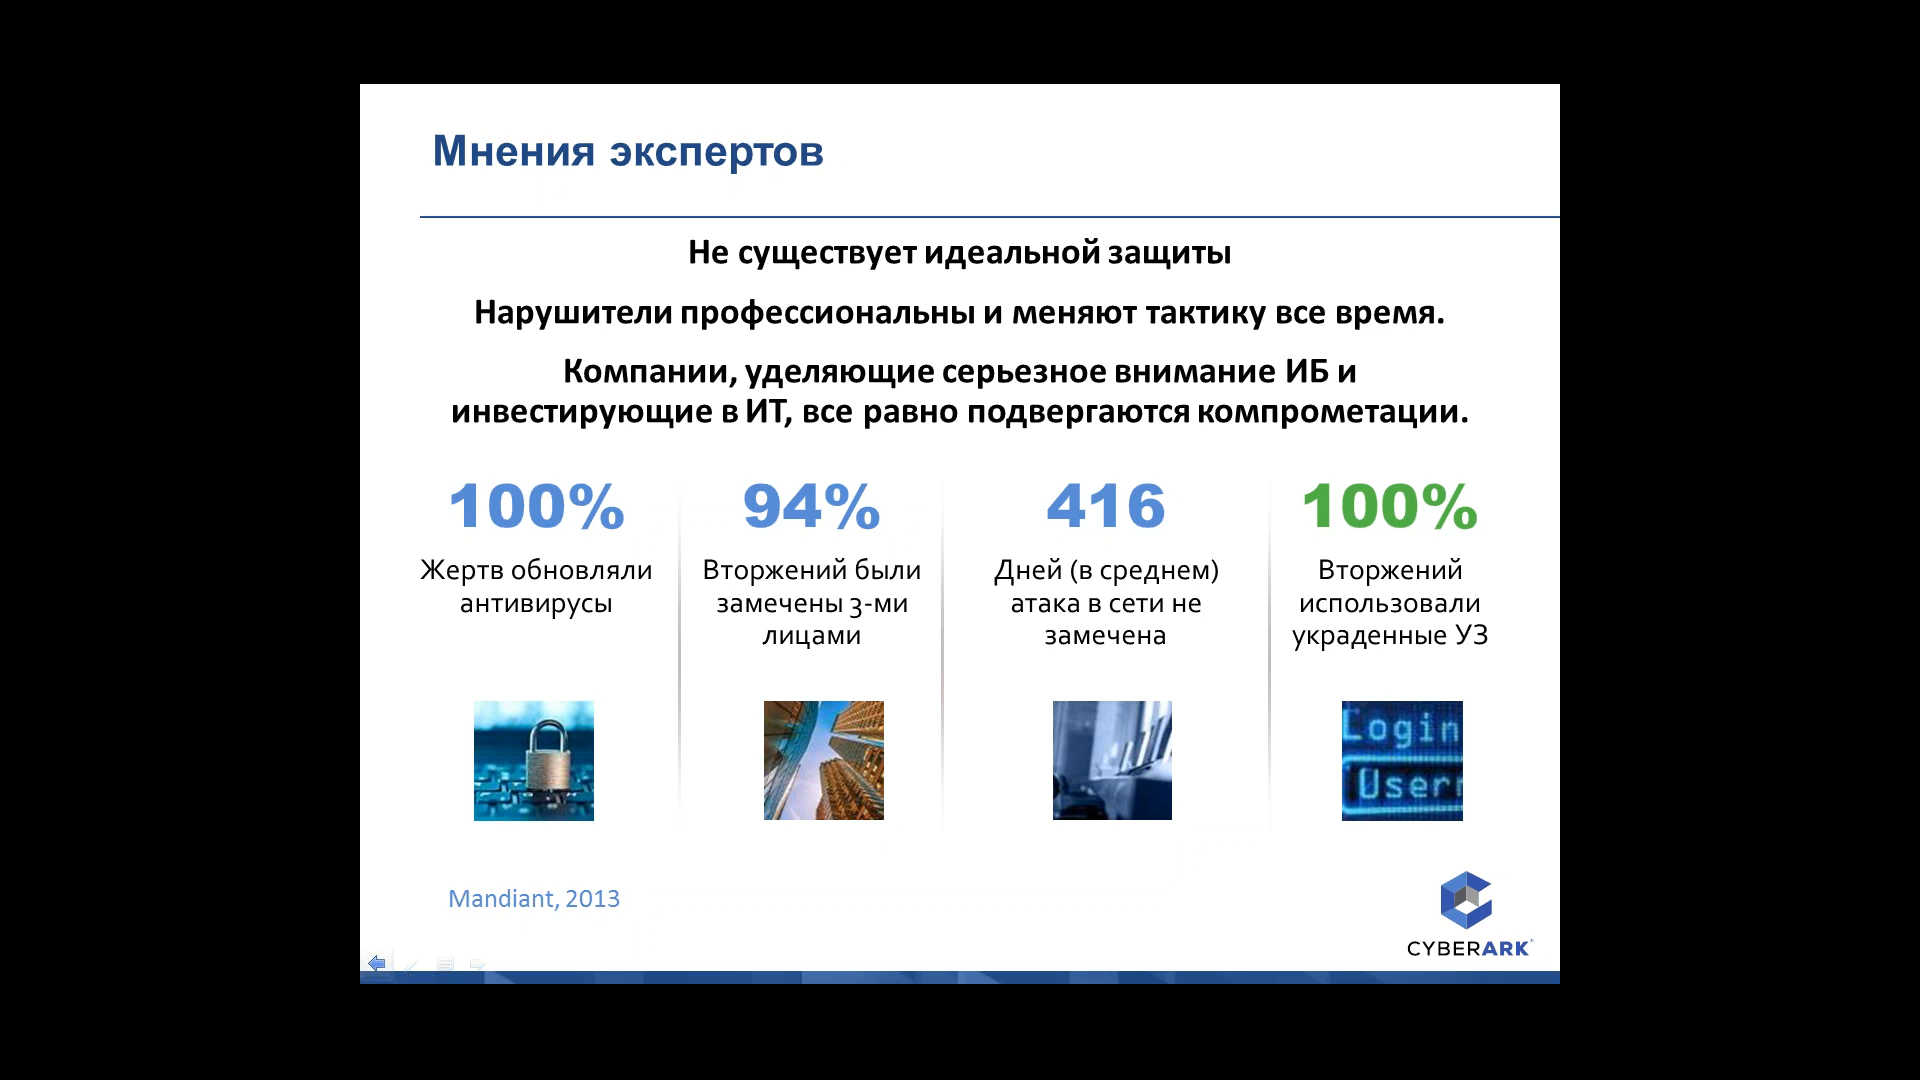 Мнения экспертов
Не существует идеальной защиты
Нарушители профессиональны и меняют тактику все время.
Компании, уделяющие серьезное внимание ИБ и
инвестирующие в ИТ, все равно подвергаются компрометации.
100%
Жертв обновляли
антивирусы
94%
Вторжений были
замечены 3-ми
лицами
416
Дней (в среднем)
атака в сети не
замечена
100%
Вторжений
использовали
украденные УЗ
Login
User
Mandiant, 2013
CYBERARK